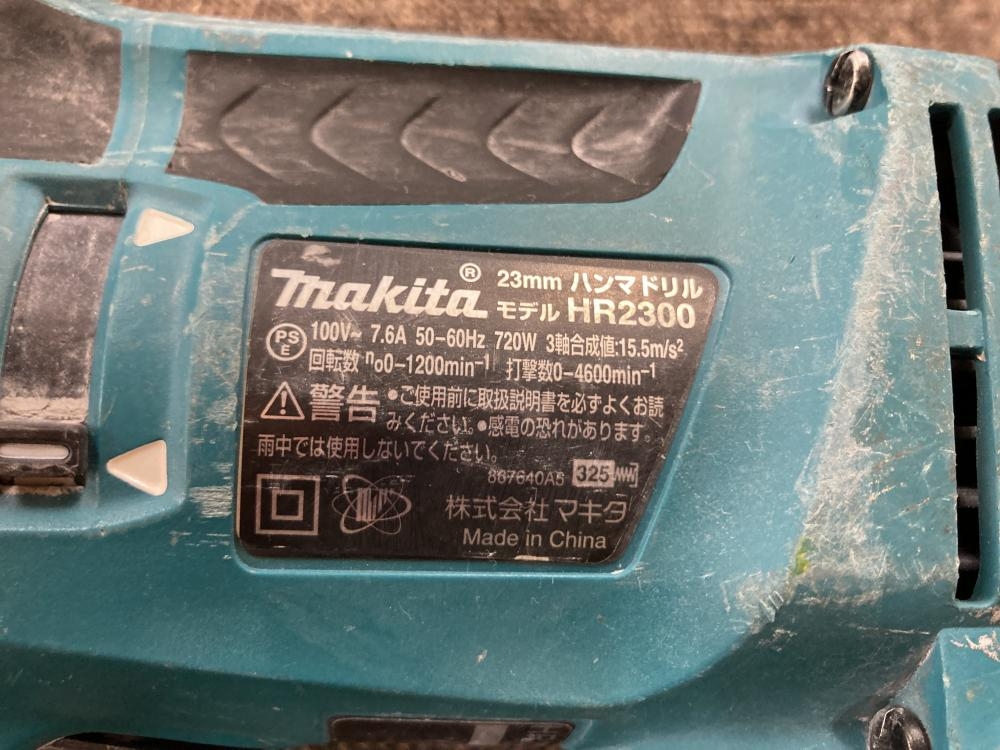 makita®
23mm ハンマドリル
モデル HR2300
PSE 100V~ 7.6A 50-60Hz 720W 3軸合成値:15.5m/s²
回転数 n₀0-1200min⁻¹ 打撃数0-4600min⁻¹
警告 •ご使用前に取扱説明書を必ずよくお読
みください。•感電の恐れがあります。
雨中では使用しないでください。
867640A5 325
株式会社 マキタ
Made in China